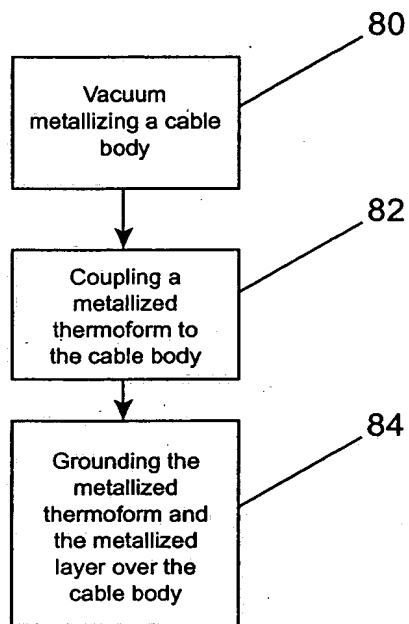 80
Vacuum
metallizing a cable
body
82
Coupling a
metallized
thermoform to
the cable body
84
Grounding the
metallized
thermoform and
the metallized
layer over the
cable body